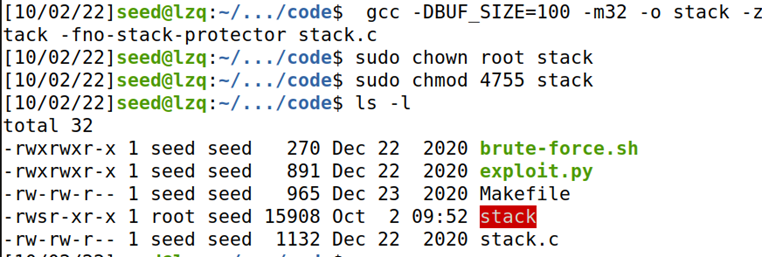 [10/02/22]seed@lzq:~/.../code$  gcc -DBUF_SIZE=100 -m32 -o stack -z
tack -fno-stack-protector stack.c
[10/02/22]seed@lzq:~/.../code$ sudo chown root stack
[10/02/22]seed@lzq:~/.../code$ sudo chmod 4755 stack
[10/02/22]seed@lzq:~/.../code$ ls -l
total 32
-rwxrwxr-x 1 seed seed   270 Dec 22  2020 brute-force.sh
-rwxrwxr-x 1 seed seed   891 Dec 22  2020 exploit.py
-rw-rw-r-- 1 seed seed   965 Dec 23  2020 Makefile
-rwsr-xr-x 1 root seed 15908 Oct  2 09:52 stack
-rw-rw-r-- 1 seed seed  1132 Dec 22  2020 stack.c